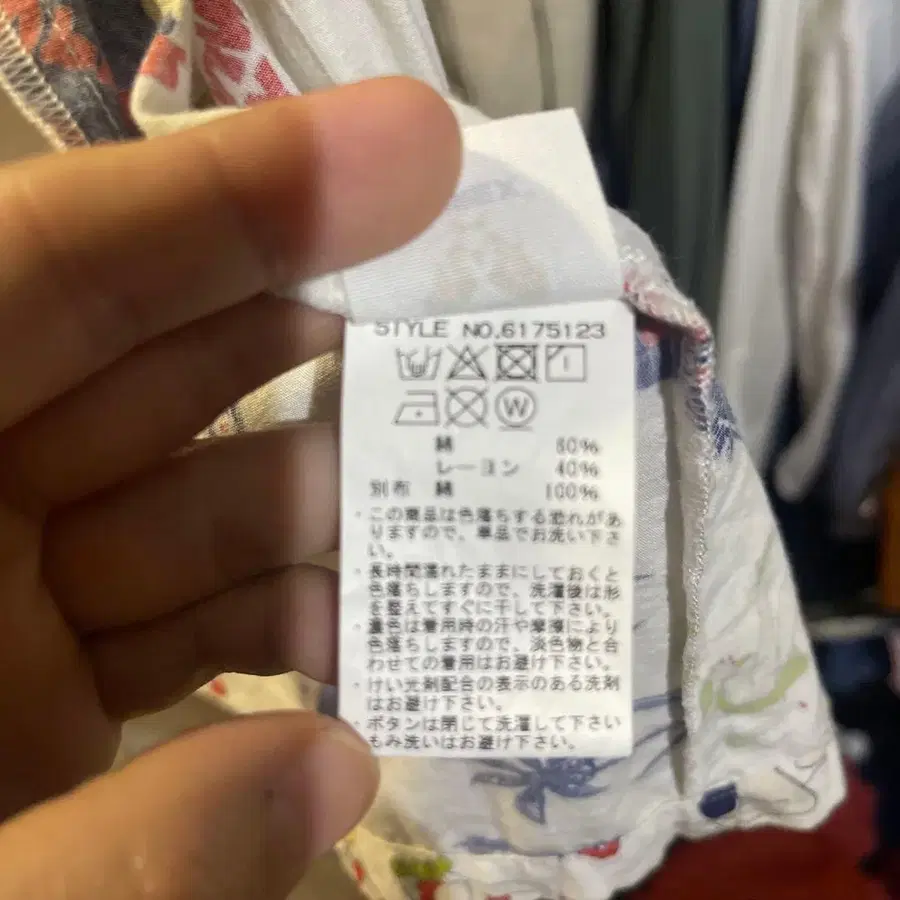 STYLE NO.6175123
W
綿 60%
レーヨン 40%
別布 綿 100%
・この商品は色落ちする恐れがあ
りますので、単品でお洗い下さ
い。
・長時間濡れたままにしておくと
色落ちしますので、洗濯後は形
を整えてすぐに干して下さい。
・濃色は着用時の汗や摩擦により
色落ちしますので、淡色物と合
わせての着用はお避け下さい。
・けい光剤配合の表示のある洗剤
はお避け下さい。
・ボタンは閉じて洗濯して下さい
もみ洗いはお避け下さい。